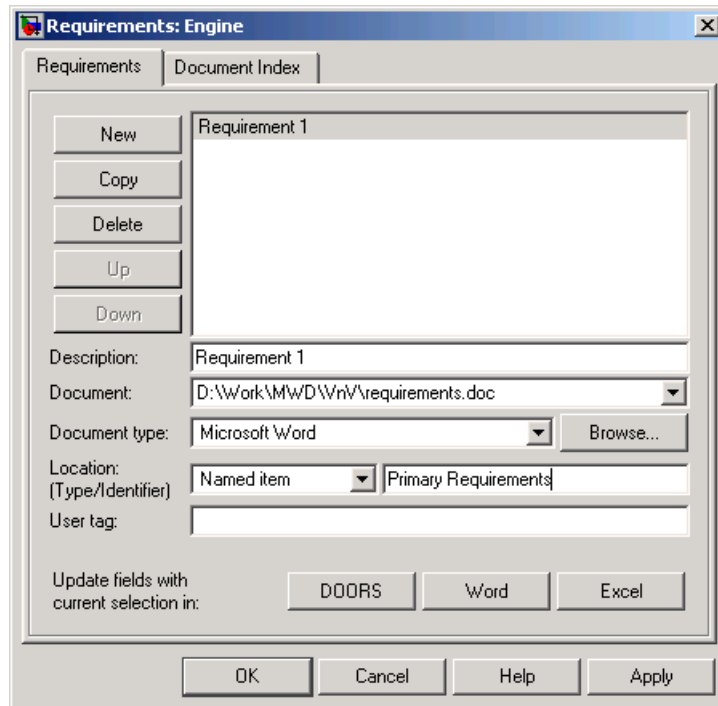 Requirements: Engine
Requirements Document Index
New
Requirement 1
Copy
Delete
Up
Down
Description: Requirement 1
Document: D:\Work\MWD\VnV\requirements.doc
Document type: Microsoft Word Browse...
Location:
(Type/Identifier) Named item Primary Requirements
User tag:
Update fields with
current selection in: DOORS Word Excel
OK Cancel Help Apply